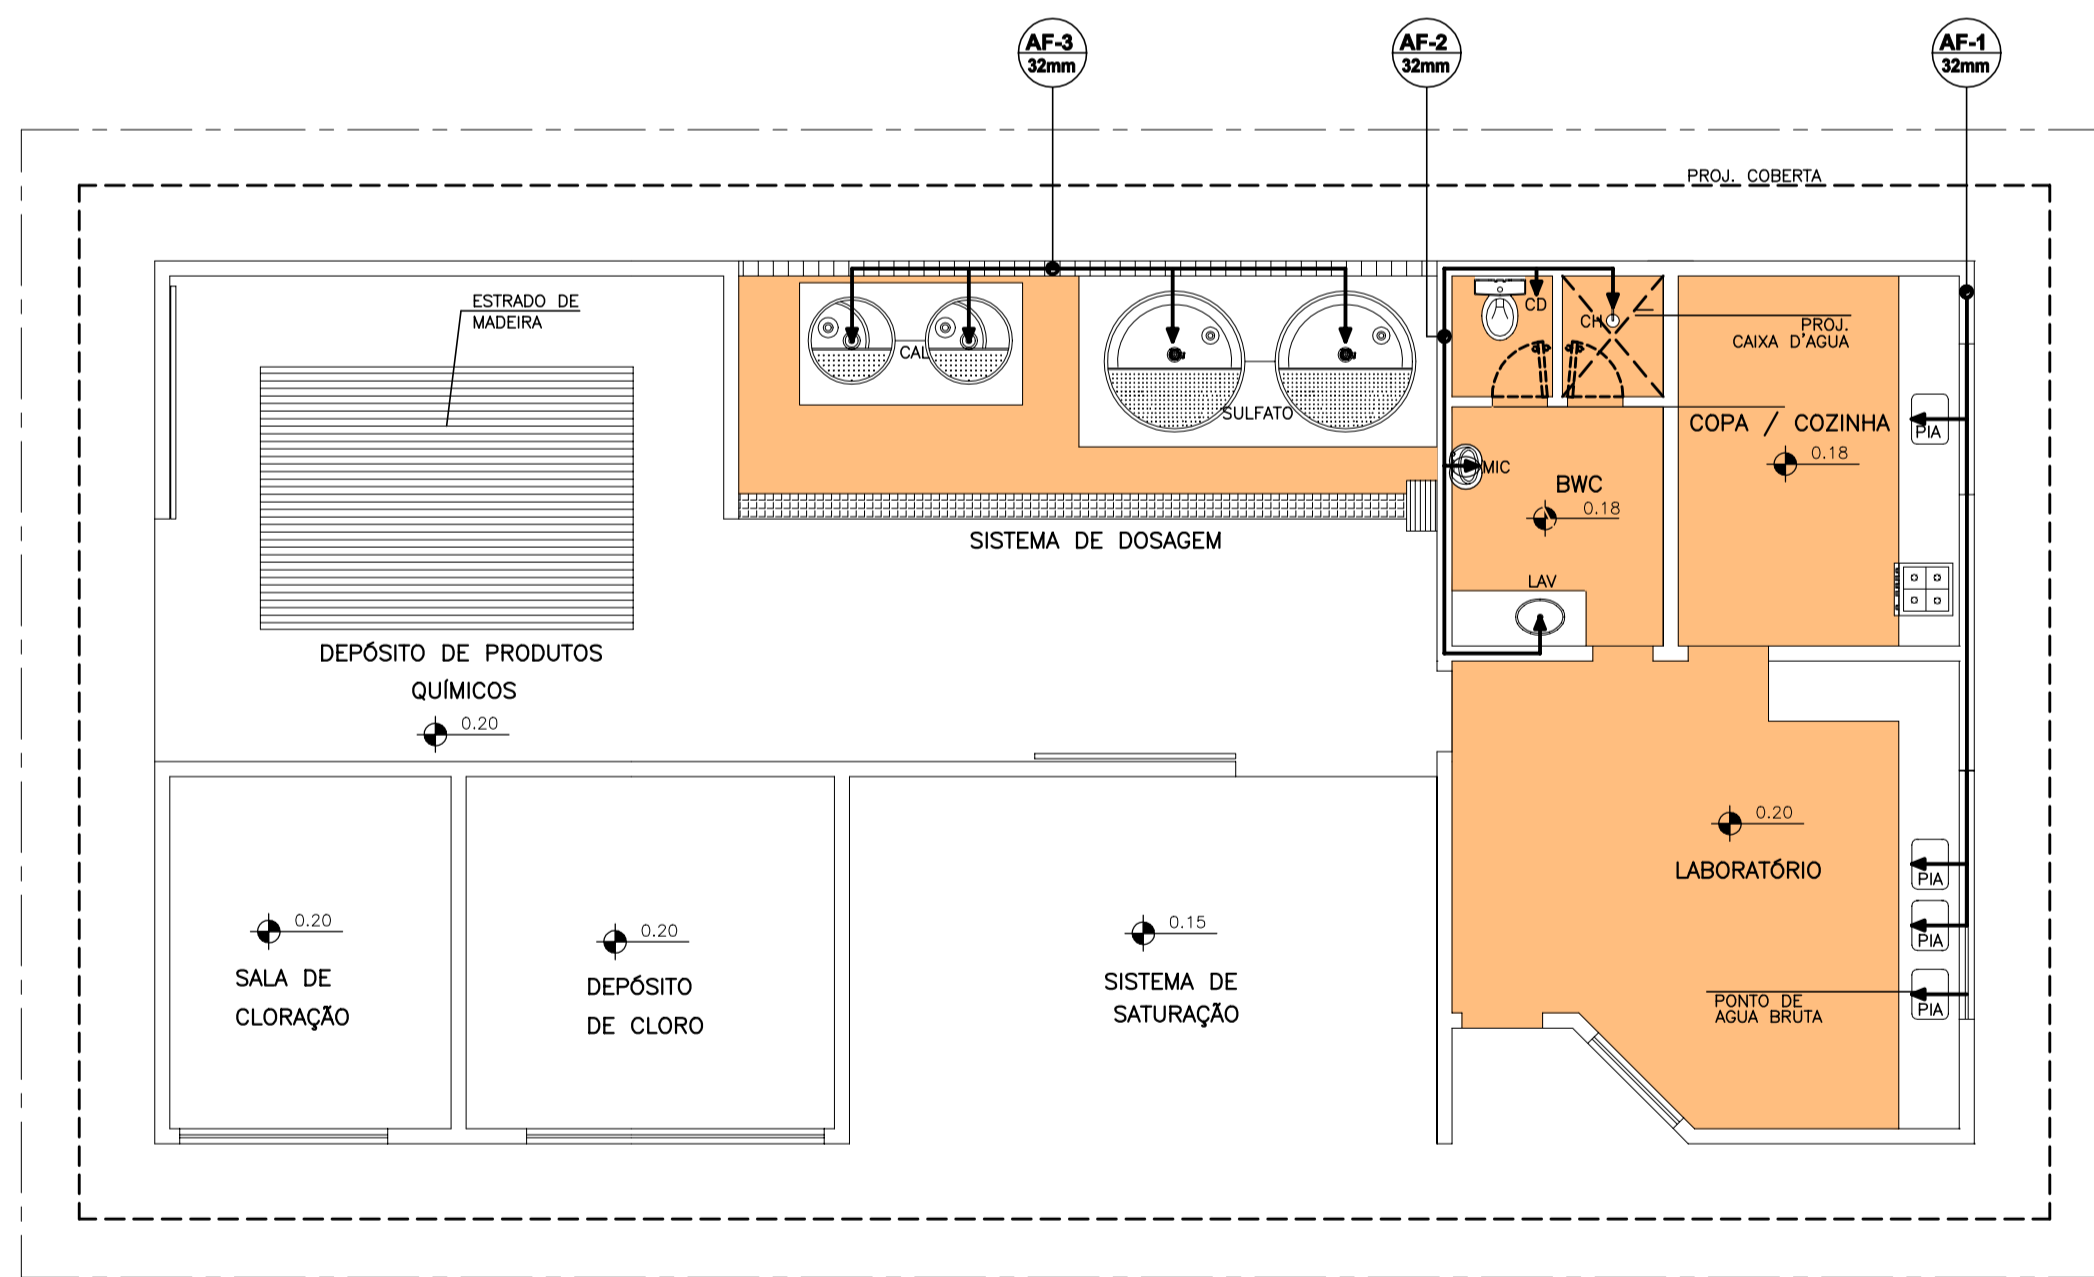 AF-3
32mm
AF-2
32mm
AF-1
32mm
PROJ. COBERTA
ESTRADO DE
MADEIRA
CAL
SULFATO
CD
CH
PROJ.
CAIXA D'AGUA
COPA / COZINHA
0.18
PIA
MIC
BWC
0.18
LAV
SISTEMA DE DOSAGEM
DEPÓSITO DE PRODUTOS
QUÍMICOS
0.20
0.20
LABORATÓRIO
PIA
PIA
PIA
PONTO DE
AGUA BRUTA
0.20
SALA DE
CLORAÇÃO
0.20
DEPÓSITO
DE CLORO
0.15
SISTEMA DE
SATURAÇÃO